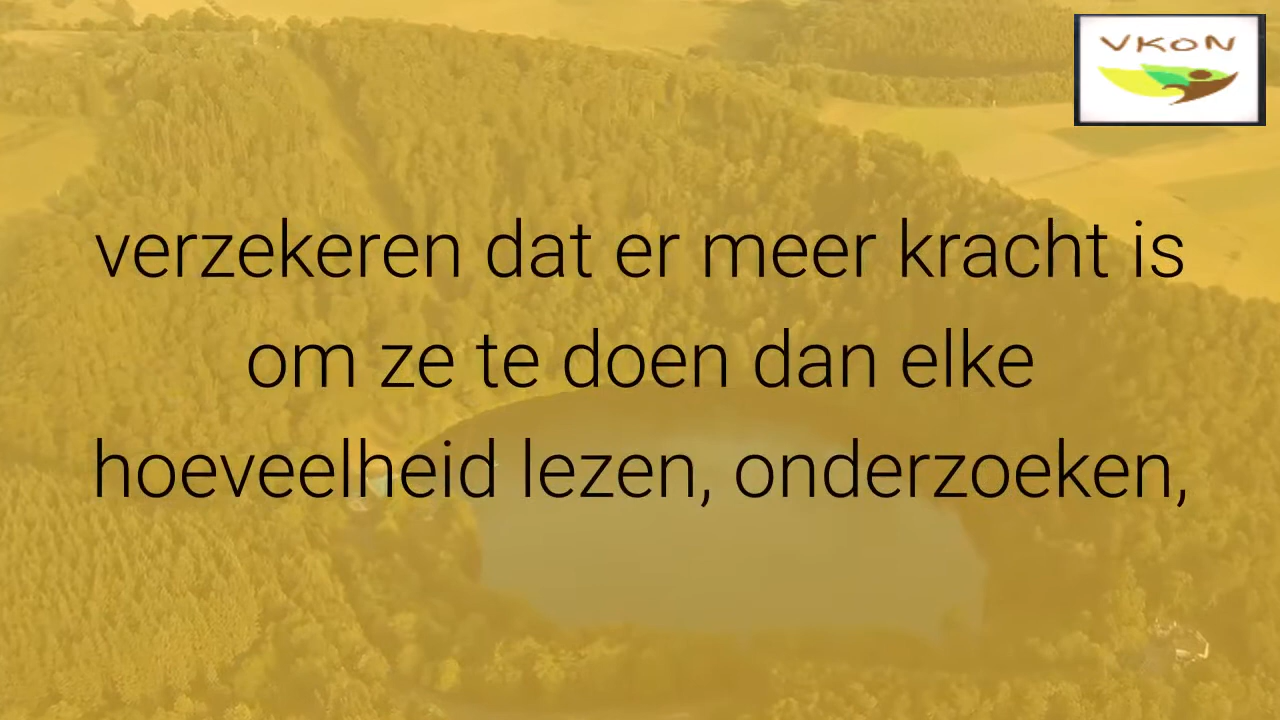 VKON
verzekeren dat er meer kracht is
om ze te doen dan elke
hoeveelheid lezen, onderzoeken,